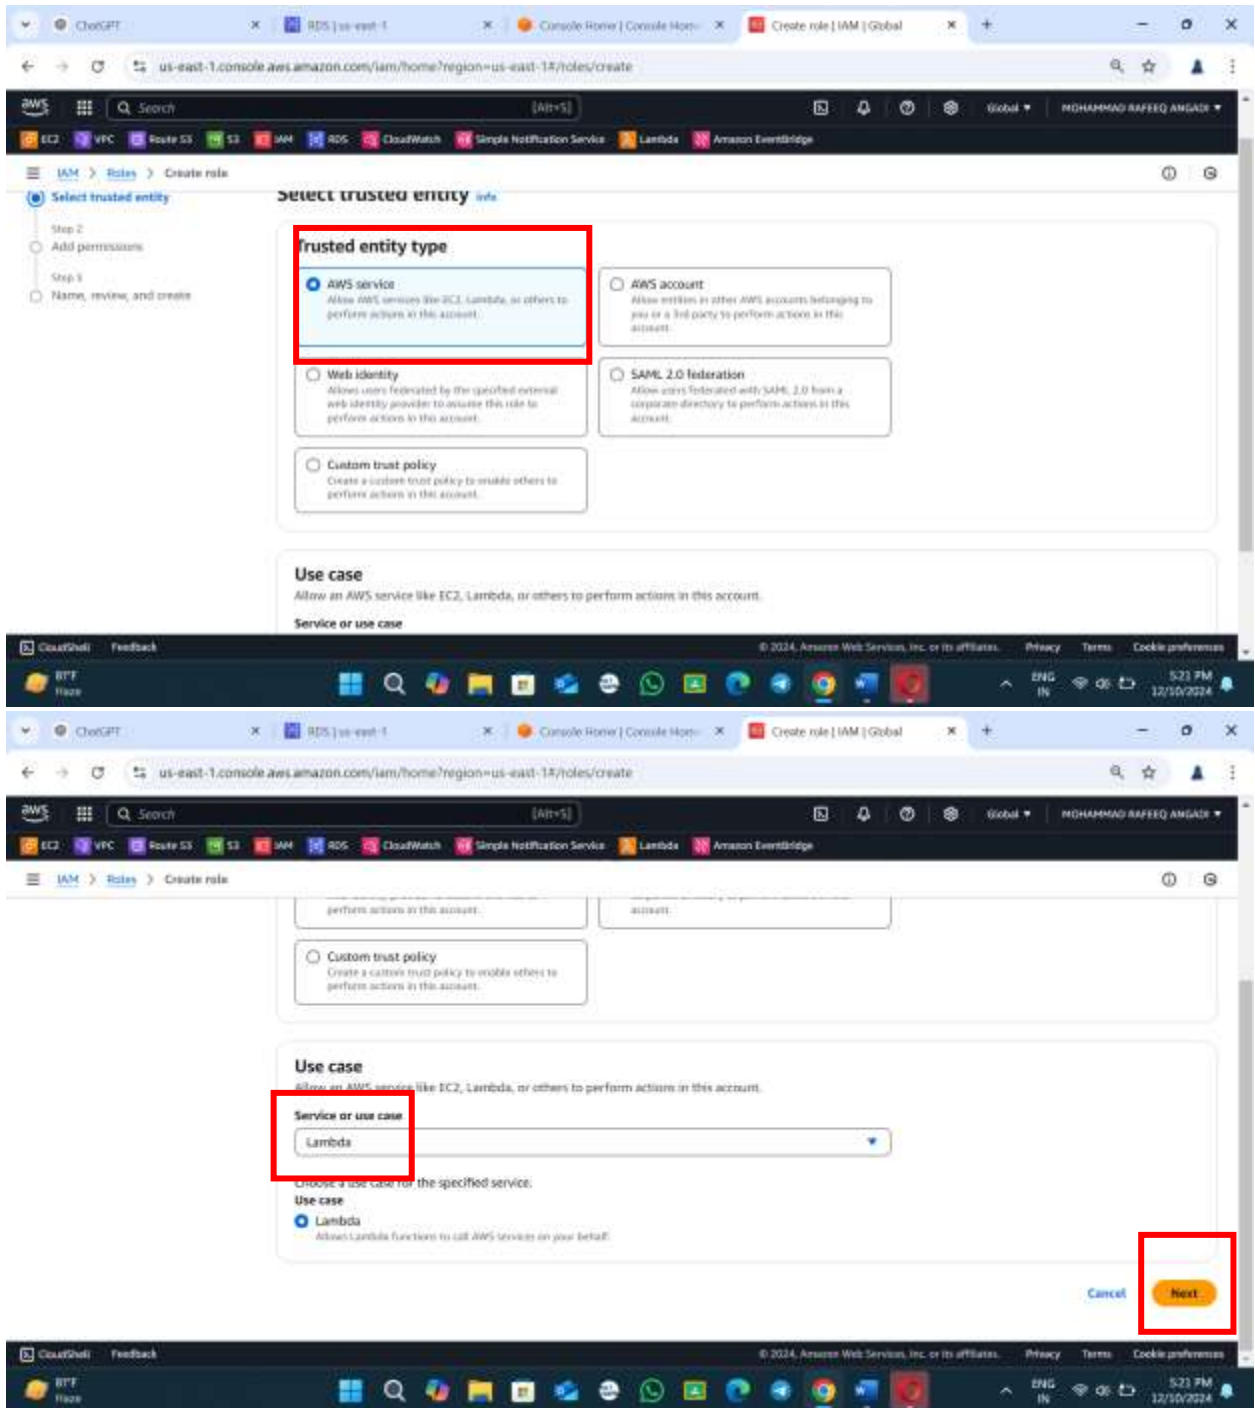 ChatGPT
RDS | us-east-1
Console Home | Console Hom
Create role | IAM | Global
us-east-1.console.aws.amazon.com/iam/home?region=us-east-1#/roles/create
aws
Search
[Alt+S]
Global
MOHAMMAD RAFEEQ ANGADI
EC2
VPC
Route 53
S3
IAM
RDS
CloudWatch
Simple Notification Service
Lambda
Amazon EventBridge
IAM > Roles > Create role
Select trusted entity
Step 2
Add permissions
Step 3
Name, review, and create
Select trusted entity Info
Trusted entity type
AWS service
Allow AWS services like EC2, Lambda, or others to
perform actions in this account.
AWS account
Allow entities in other AWS accounts belonging to
you or a 3rd party to perform actions in this
account.
Web identity
Allows users federated by the specified external
web identity provider to assume this role to
perform actions in this account.
SAML 2.0 federation
Allow users federated with SAML 2.0 from a
corporate directory to perform actions in this
account.
Custom trust policy
Create a custom trust policy to enable others to
perform actions in this account.
Use case
Allow an AWS service like EC2, Lambda, or others to perform actions in this account.
Service or use case
CloudShell
Feedback
© 2024, Amazon Web Services, Inc. or its affiliates.
Privacy
Terms
Cookie preferences
81°F
Haze
ENG
IN
5:21 PM
12/10/2024
ChatGPT
RDS | us-east-1
Console Home | Console Hom
Create role | IAM | Global
us-east-1.console.aws.amazon.com/iam/home?region=us-east-1#/roles/create
aws
Search
[Alt+S]
Global
MOHAMMAD RAFEEQ ANGADI
EC2
VPC
Route 53
S3
IAM
RDS
CloudWatch
Simple Notification Service
Lambda
Amazon EventBridge
IAM > Roles > Create role
perform actions in this account.
account.
Custom trust policy
Create a custom trust policy to enable others to
perform actions in this account.
Use case
Allow an AWS service like EC2, Lambda, or others to perform actions in this account.
Service or use case
Lambda
Choose a use case for the specified service.
Use case
Lambda
Allows Lambda functions to call AWS services on your behalf.
Cancel
Next
CloudShell
Feedback
© 2024, Amazon Web Services, Inc. or its affiliates.
Privacy
Terms
Cookie preferences
81°F
Haze
ENG
IN
5:21 PM
12/10/2024